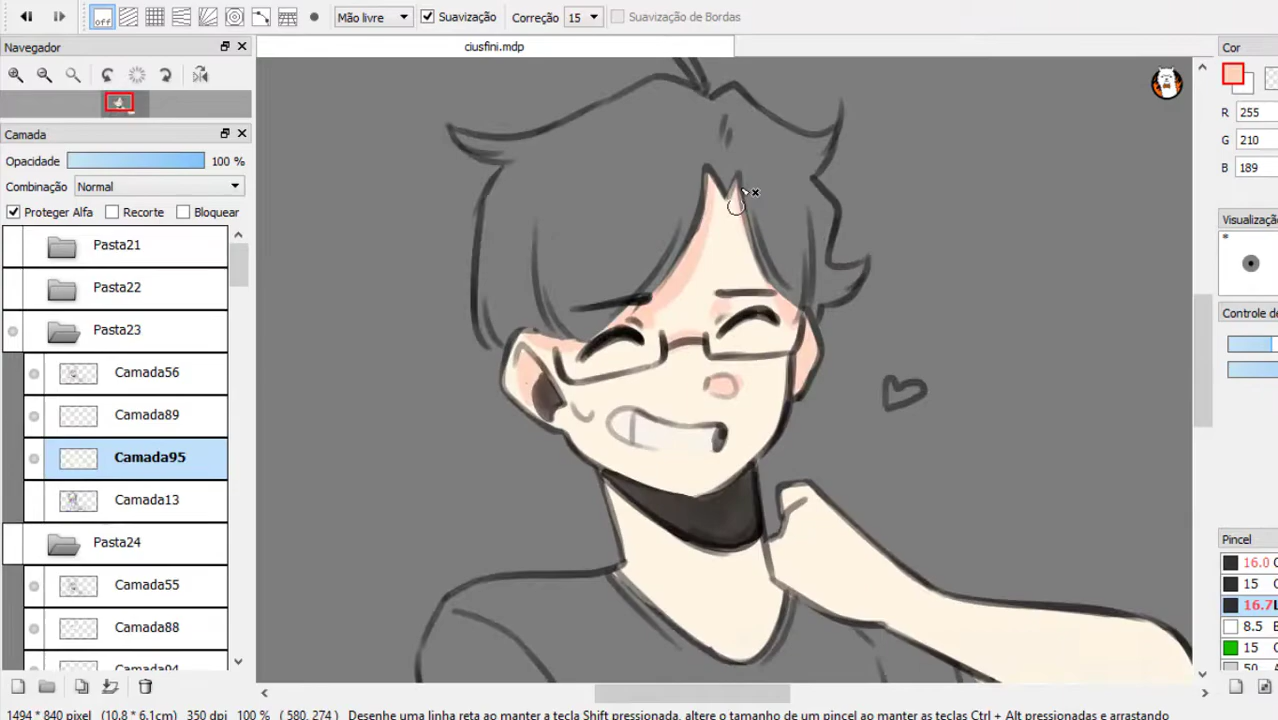 off
Mão livre
Suavização
Correção
15
Suavização de Bordas
Navegador
ciusfini.mdp
Cor
R 255
G 210
B 189
Camada
Opacidade 100 %
Combinação Normal
Proteger Alfa
Recorte
Bloquear
Pasta21
Pasta22
Pasta23
Camada56
Camada89
Camada95
Camada13
Pasta24
Camada55
Camada88
Visualização
*
Controle de
Pincel
16.0
15
16.7
8.5
15
50
1494 * 840 pixel (10.8 * 6.1cm) 350 dpi 100 % ( 580, 274 ) Desenhe uma linha reta ao manter a tecla Shift pressionada, altere o tamanho de um pincel ao manter as teclas Ctrl + Alt pressionadas e arrastando